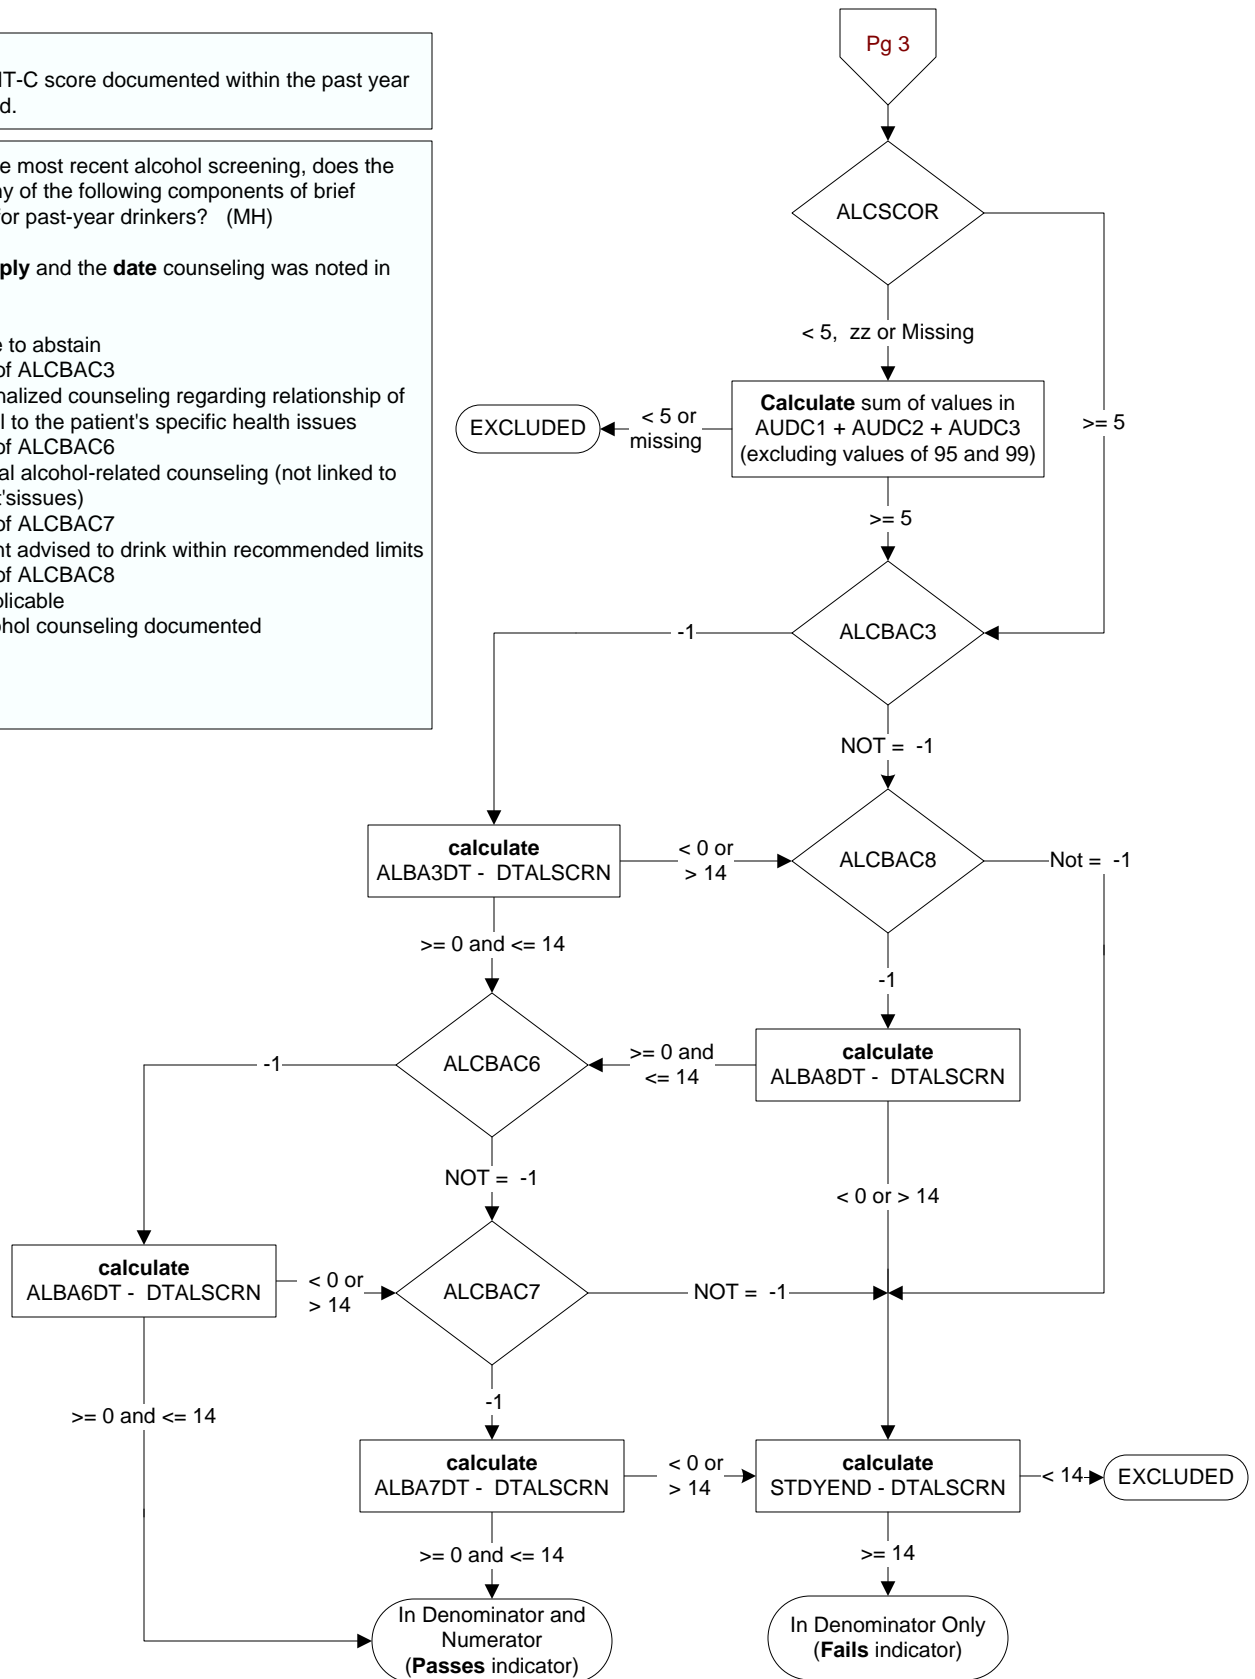 Pg 3
IT-C score documented within the past year
d.
e most recent alcohol screening, does the
ny of the following components of brief
for past-year drinkers? (MH)
ply and the date counseling was noted in
e to abstain
of ALCBAC3
nalized counseling regarding relationship of
l to the patient's specific health issues
of ALCBAC6
al alcohol-related counseling (not linked to
t'sissues)
of ALCBAC7
nt advised to drink within recommended limits
of ALCBAC8
plicable
ohol counseling documented
ALCSCOR
< 5, zz or Missing
>= 5
Calculate sum of values in
AUDC1 + AUDC2 + AUDC3
(excluding values of 95 and 99)
< 5 or
missing
EXCLUDED
>= 5
ALCBAC3
-1
NOT = -1
calculate
ALBA3DT - DTALSCRN
< 0 or
> 14
ALCBAC8
Not = -1
>= 0 and <= 14
-1
ALCBAC6
-1
>= 0 and
<= 14
calculate
ALBA8DT - DTALSCRN
NOT = -1
< 0 or > 14
calculate
ALBA6DT - DTALSCRN
< 0 or
> 14
ALCBAC7
NOT = -1
>= 0 and <= 14
-1
calculate
ALBA7DT - DTALSCRN
< 0 or
> 14
calculate
STDYEND - DTALSCRN
< 14
EXCLUDED
>= 0 and <= 14
>= 14
In Denominator and
Numerator
(Passes indicator)
In Denominator Only
(Fails indicator)